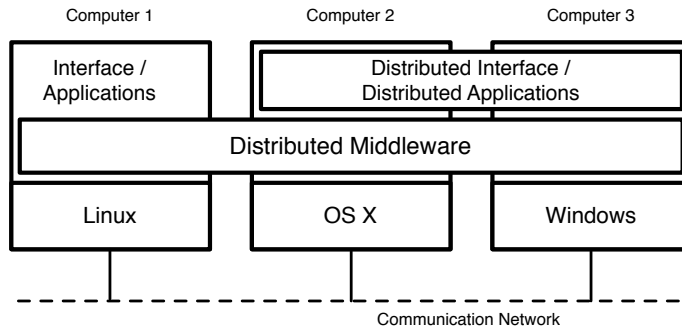 Computer 1
Computer 2
Computer 3
Interface /
Applications
Distributed Interface /
Distributed Applications
Distributed Middleware
Linux
OS X
Windows
Communication Network